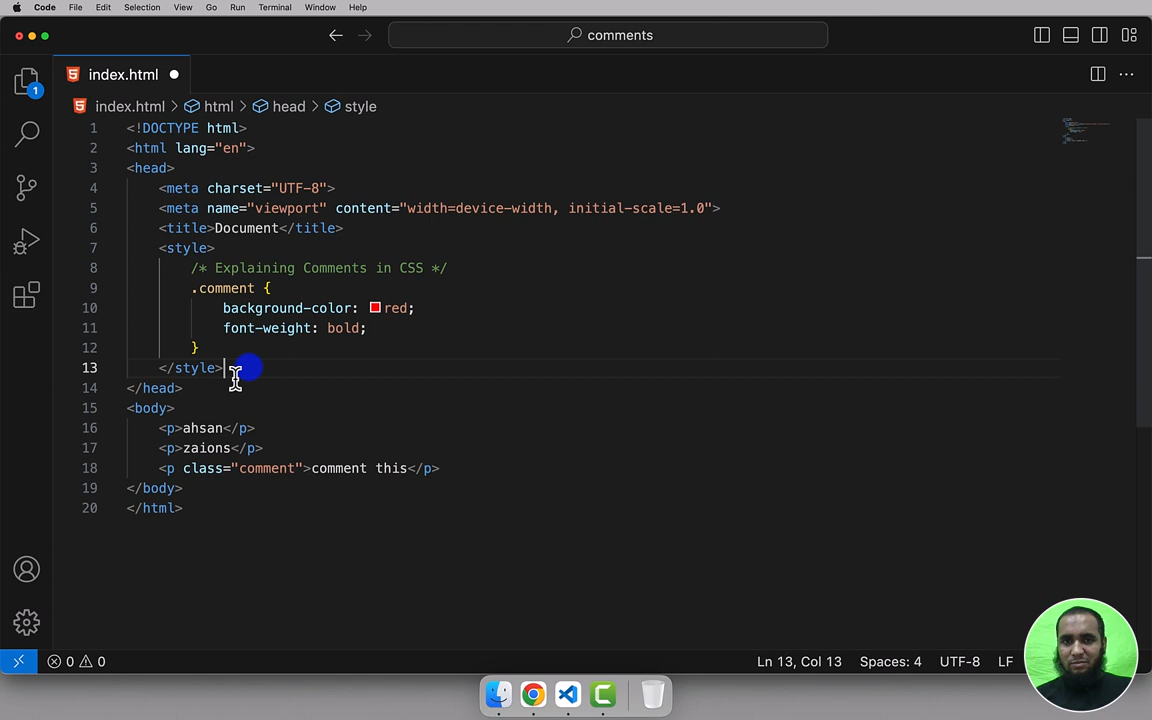 Code File Edit Selection View Go Run Terminal Window Help
comments
index.html
1
index.html > html > head > style
1 <!DOCTYPE html>
2 <html lang="en">
3 <head>
4 <meta charset="UTF-8">
5 <meta name="viewport" content="width=device-width, initial-scale=1.0">
6 <title>Document</title>
7 <style>
8 /* Explaining Comments in CSS */
9 .comment {
10 background-color: red;
11 font-weight: bold;
12 }
13 </style>
14 </head>
15 <body>
16 <p>ahsan</p>
17 <p>zaions</p>
18 <p class="comment">comment this</p>
19 </body>
20 </html>
0 0 Ln 13, Col 13 Spaces: 4 UTF-8 LF